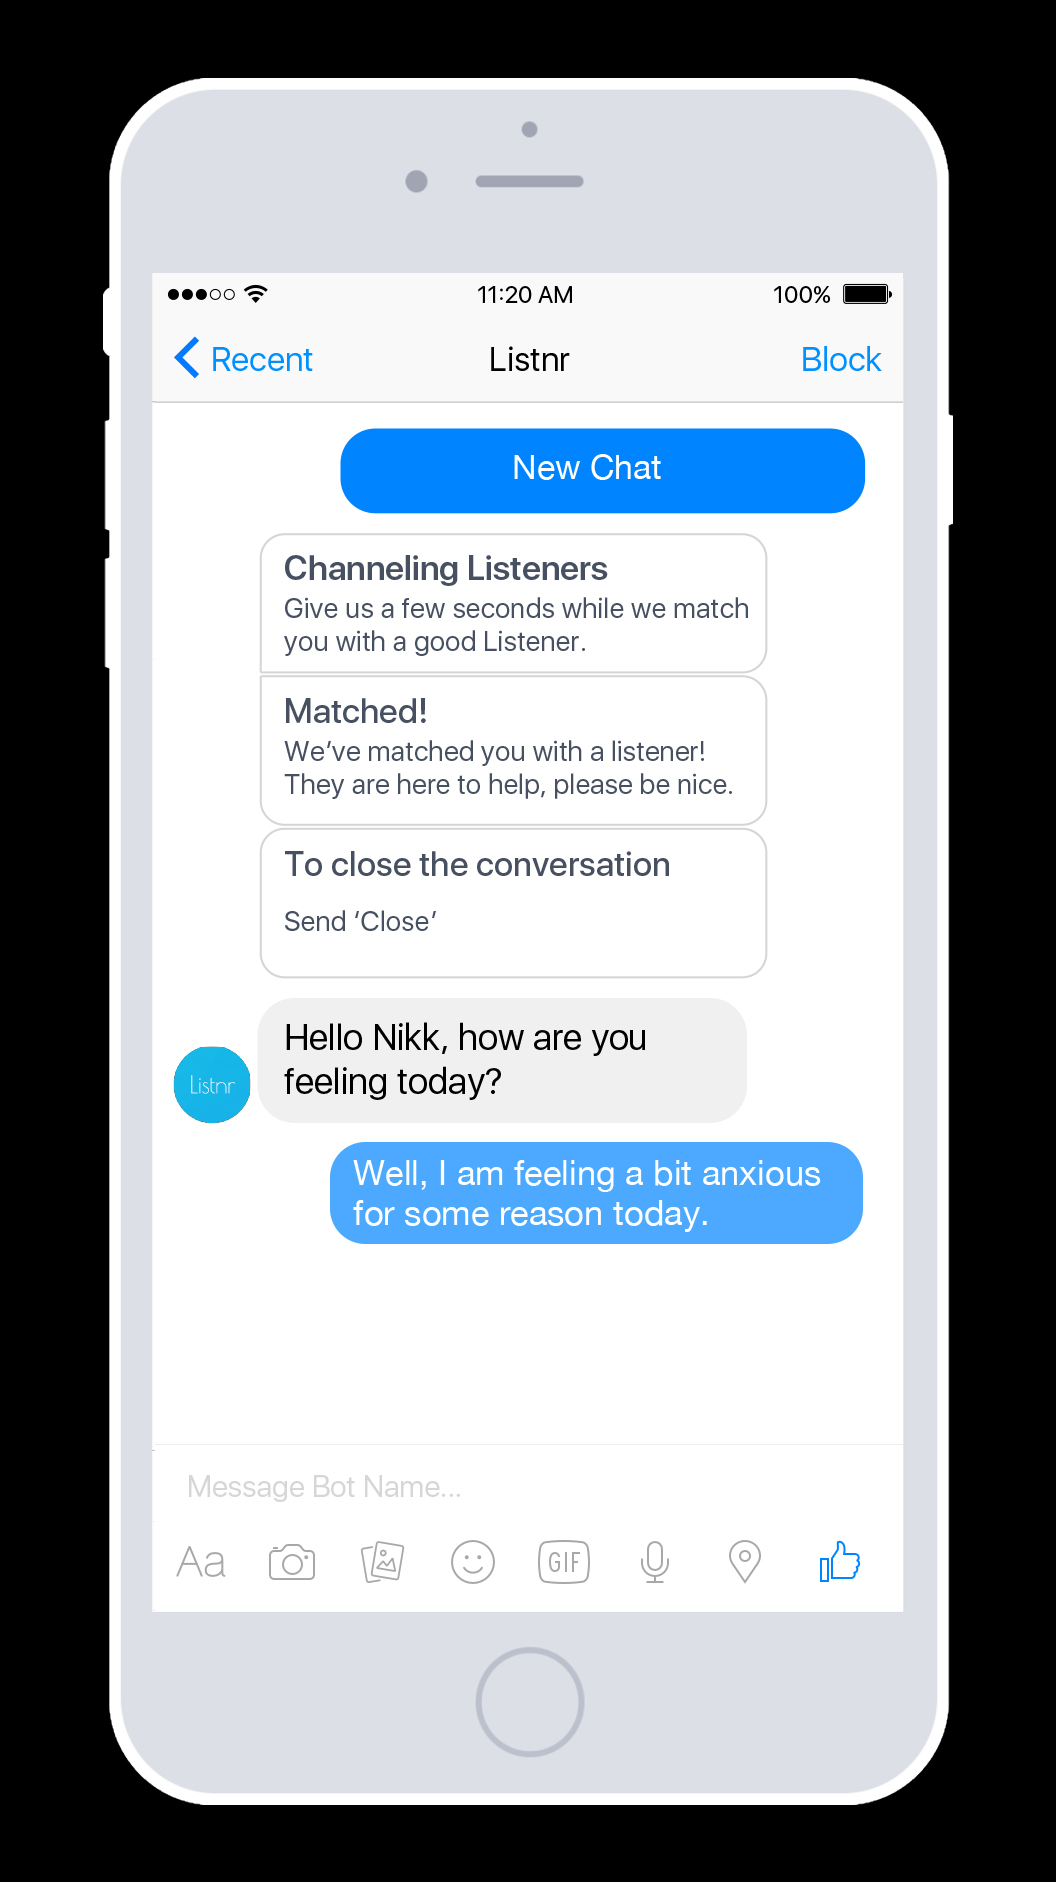 11:20 AM 100%
Recent Listnr Block
New Chat
Channeling Listeners
Give us a few seconds while we match
you with a good Listener.
Matched!
We’ve matched you with a listener!
They are here to help, please be nice.
To close the conversation
Send ‘Close’
Hello Nikk, how are you
feeling today?
Listnr
Well, I am feeling a bit anxious
for some reason today.
Message Bot Name...
Aa GIF